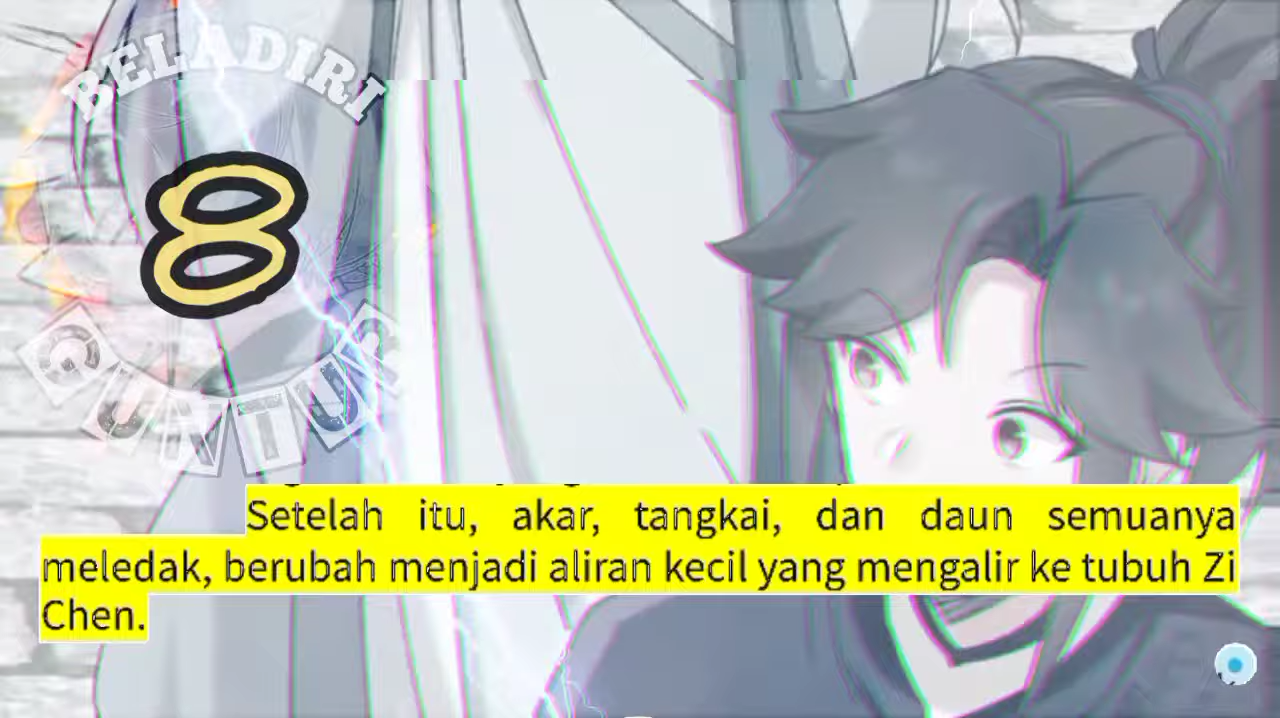 BELADIRI
8
GUNTUR
Setelah itu, akar, tangkai, dan daun semuanya
meledak, berubah menjadi aliran kecil yang mengalir ke tubuh Zi
Chen.